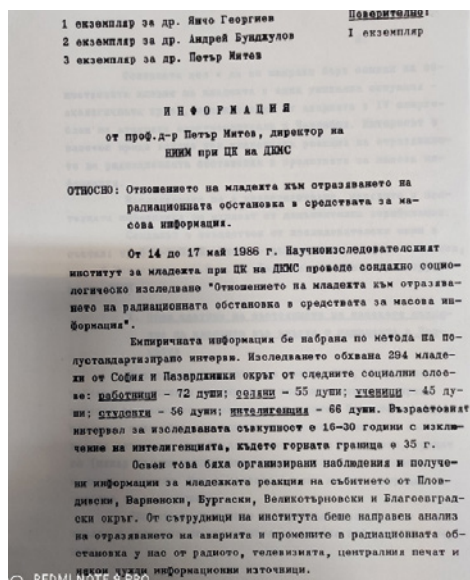 1 екземпляр за др. Янчо Георгиев
2 екземпляр за др. Андрей Бунджулов
3 екземпляр за др. Петър Митев
Поверително!
I екземпляр
ИНФОРМАЦИЯ
от проф.д-р Петър Митев, директор на
НИИМ при ЦК на ДКМС
ОТНОСНО: Отношението на младежта към отразяването на
радиационната обстановка в средствата за ма-
сова информация.
От 14 до 17 май 1986 г. Научноизследователският
институт за младежта при ЦК на ДКМС проведе сондажно социо-
логическо изследване "Отношението на младежта към отразява-
нето на радиационната обстановка в средствата за масова ин-
формация".
Емпиричната информация бе набрана по метода на по-
лустандартизирано интервю. Изследването обхвана 294 младе-
жи от София и Пазарджишки окръг от следните социални слое-
ве: работници - 72 души; селяни - 55 души; ученици - 45 ду-
ши; студенти - 56 души; интелигенция - 66 души. Възрастовият
интервал за изследваната съвкупност е 16-30 години с изклю-
чение на интелигенцията, където горната граница е 35 г.
Освен това бяха организирани наблюдения и получе-
ни информации за младежката реакция на събитието от Плов-
дивски, Варненски, Бургаски, Великотърновски и Благоевград-
ски окръг. От сътрудници на института беше направен анализ
на отразяването на аварията и промените в радиационната об-
становка у нас от радиото, телевизията, централния печат и
някои чужди информационни източници.
REDMI NOTE 8 PRO